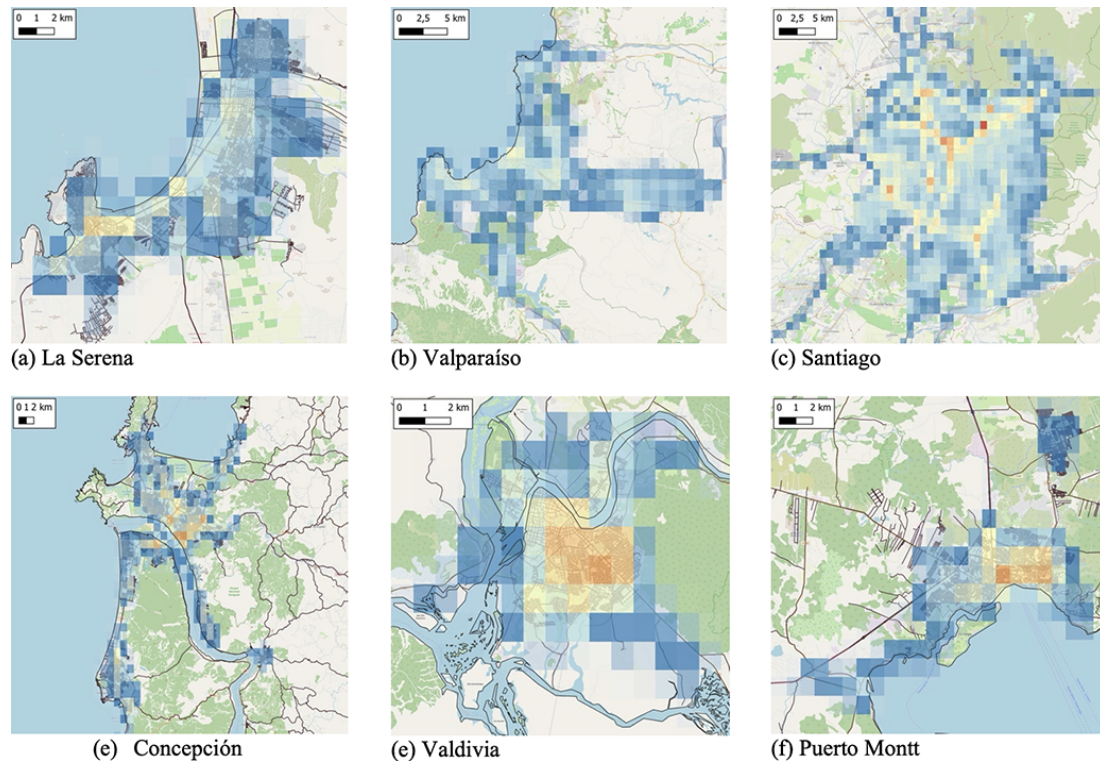 0 1 2 km
0 2,5 5 km
0 2,5 5 km
(a) La Serena
(b) Valparaíso
(c) Santiago
0 1 2 km
0 1 2 km
0 1 2 km
(e) Concepción
(e) Valdivia
(f) Puerto Montt